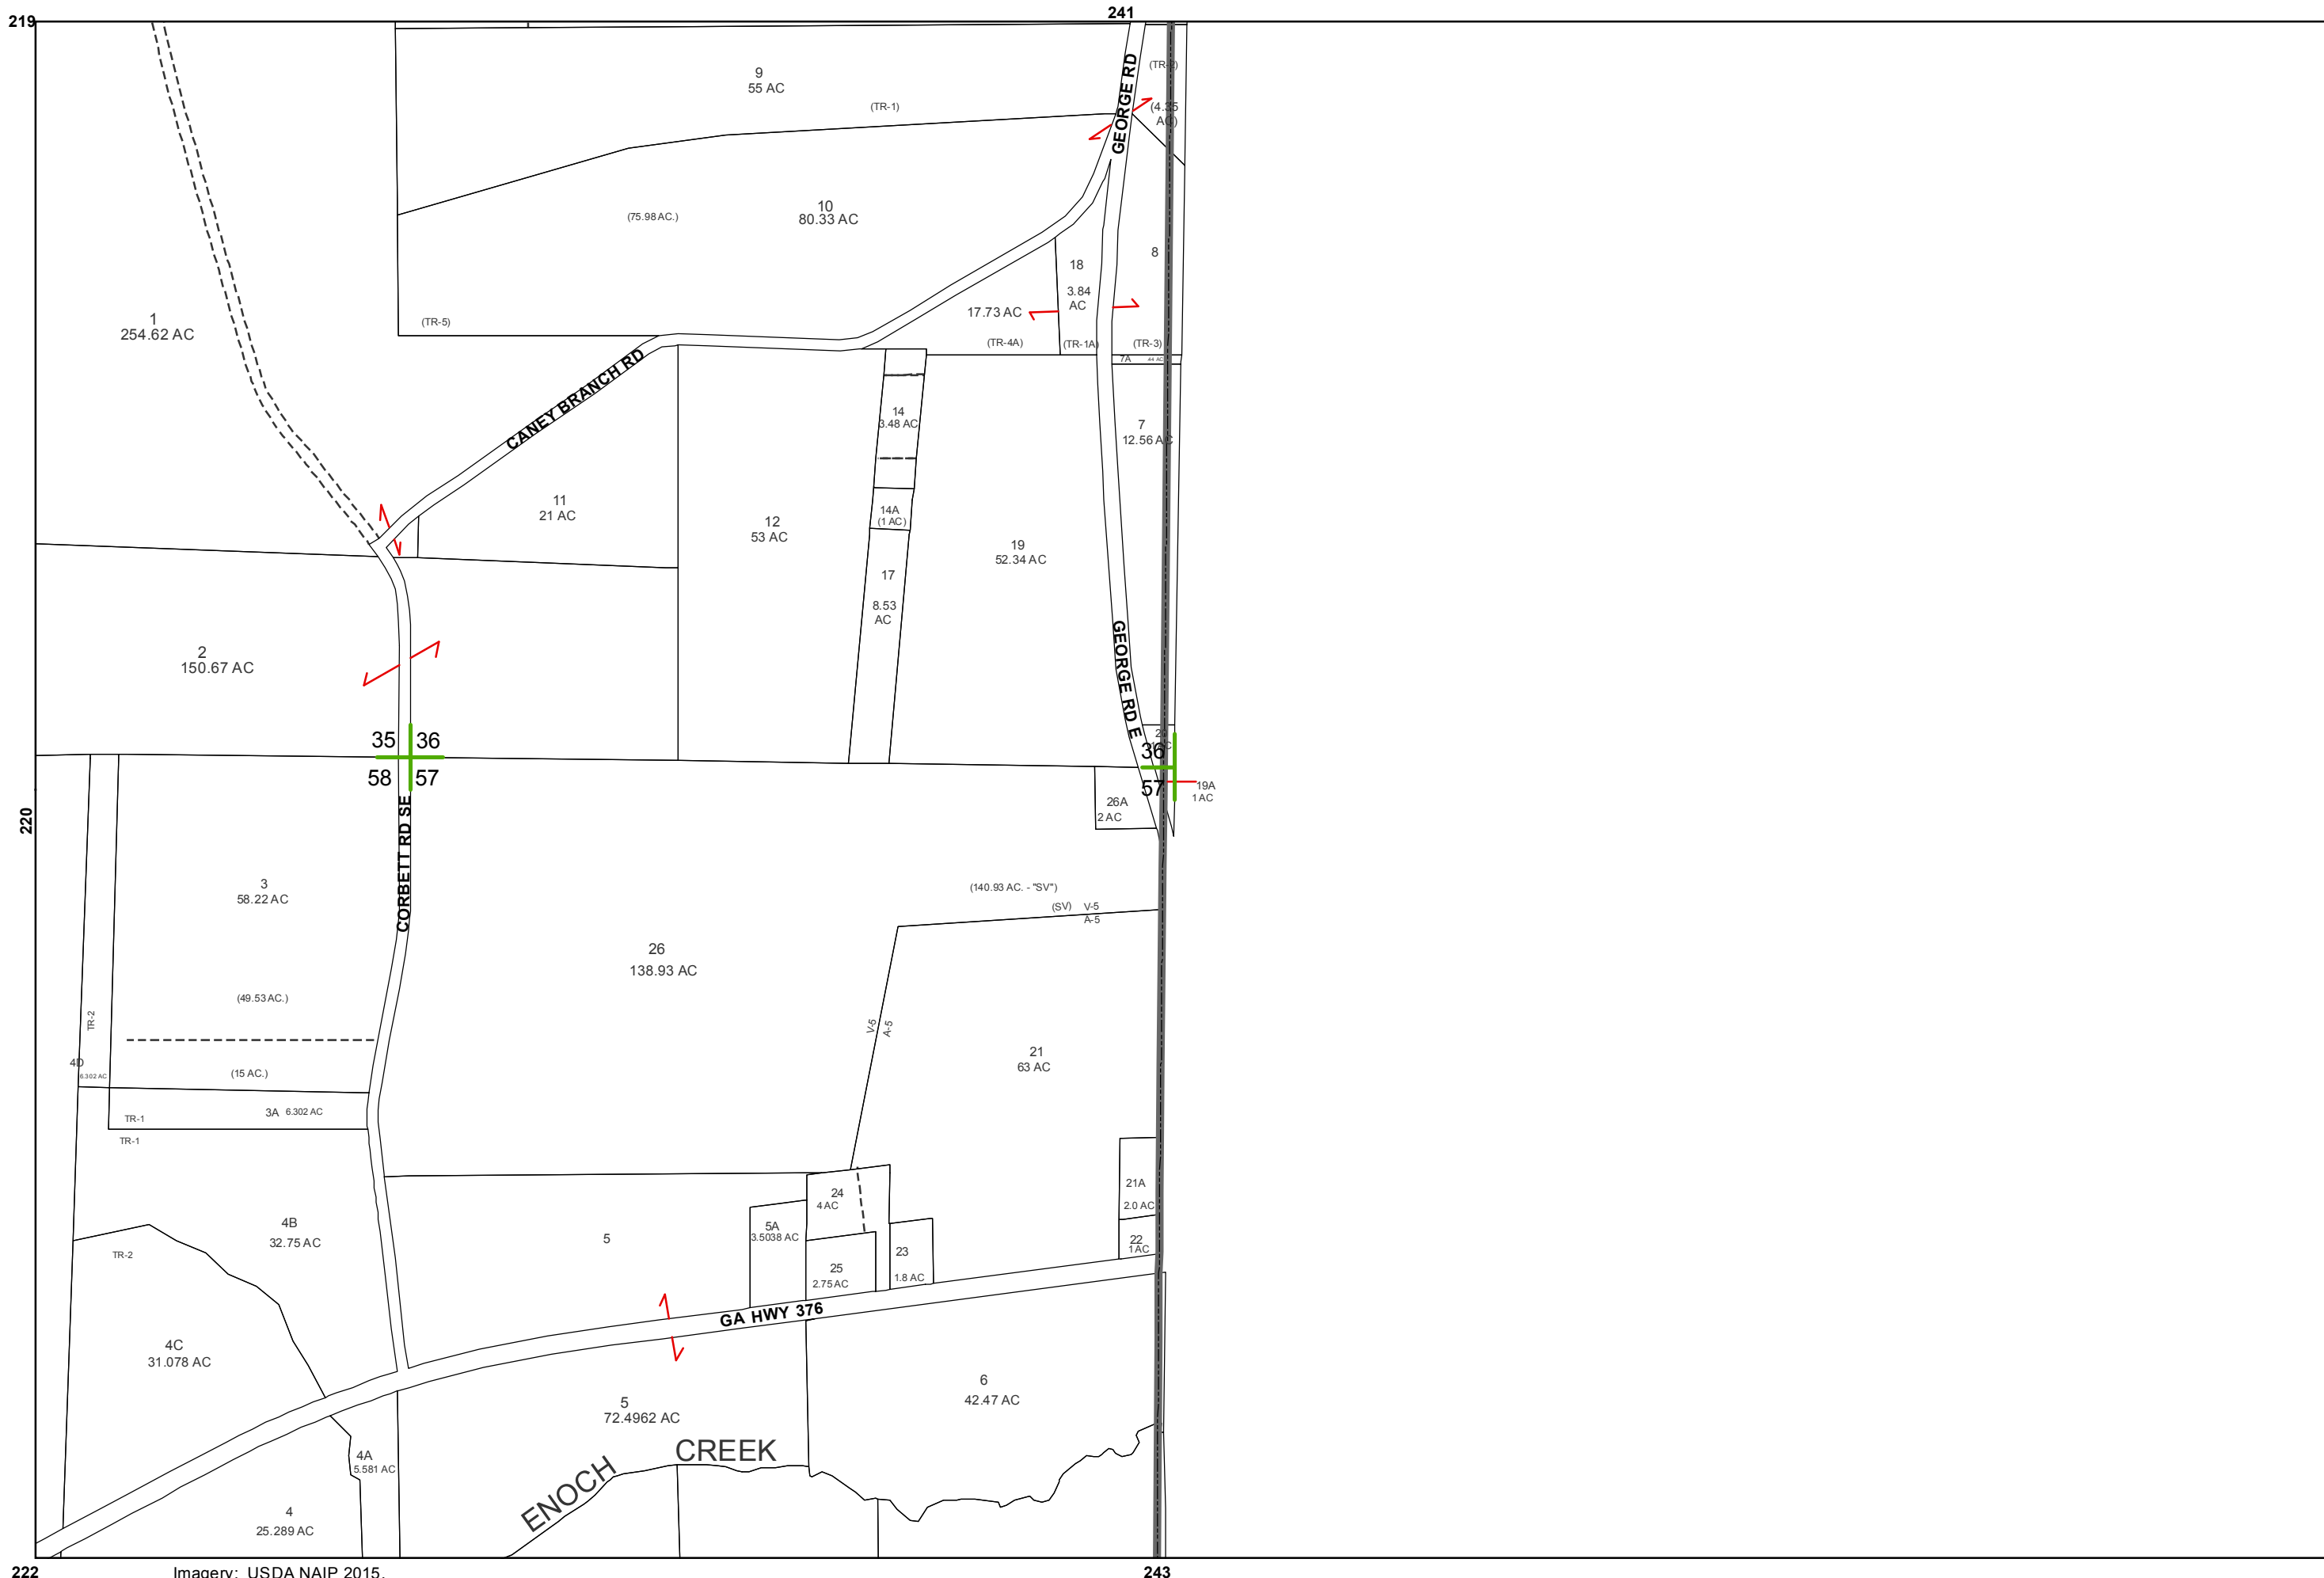 219
241
9
55 AC
(TR-1)
GEORGE RD
10
80.33 AC
(75.98 AC.)
(TR-5)
8
18
3.84
AC
17.73 AC
(TR-4A)
(TR-1A)
(TR-3)
7A
1
254.62 AC
CANEY BRANCH RD
14
3.48 AC
7
12.56 AC
11
21 AC
12
53 AC
14A
(1 AC)
19
52.34 AC
17
8.53
AC
2
150.67 AC
GEORGE RD E
35
36
58
57
36
57
19A
1 AC
26A
2 AC
220
CORBETT RD SE
3
58.22 AC
(140.93 AC. - "SV")
(SV)
V-5
A-5
26
138.93 AC
(49.53 AC.)
TR-2
V-5
A-5
21
63 AC
4D
6.302 AC
(15 AC.)
3A 6.302 AC
TR-1
TR-1
21A
2.0 AC
24
4 AC
4B
32.75 AC
5
5A
3.5038 AC
22
1 AC
23
1.8 AC
TR-2
25
2.75 AC
GA HWY 376
4C
31.078 AC
6
42.47 AC
5
72.4962 AC
ENOCH CREEK
4A
5.581 AC
4
25.289 AC
222
Imagery: USDA NAIP 2015.
243